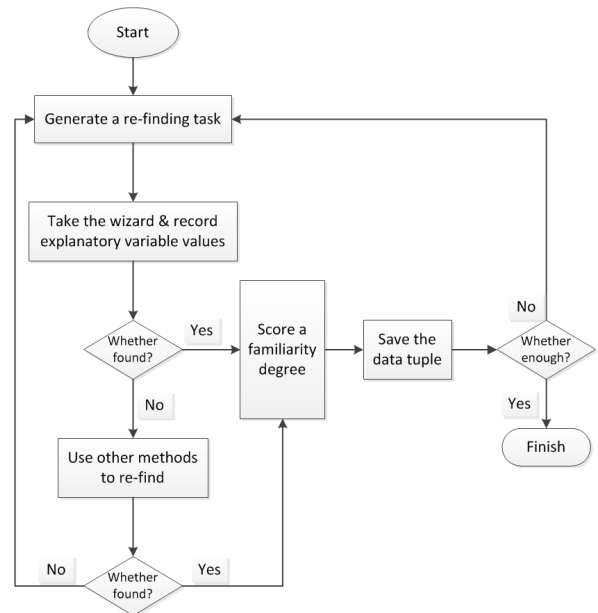 Start
Generate a re-finding task
Take the wizard & record
explanatory variable values
Whether
found?
Yes
No
Score a
familiarity
degree
Save the
data tuple
No
Whether
enough?
Yes
Finish
Use other methods
to re-find
No
Whether
found?
Yes